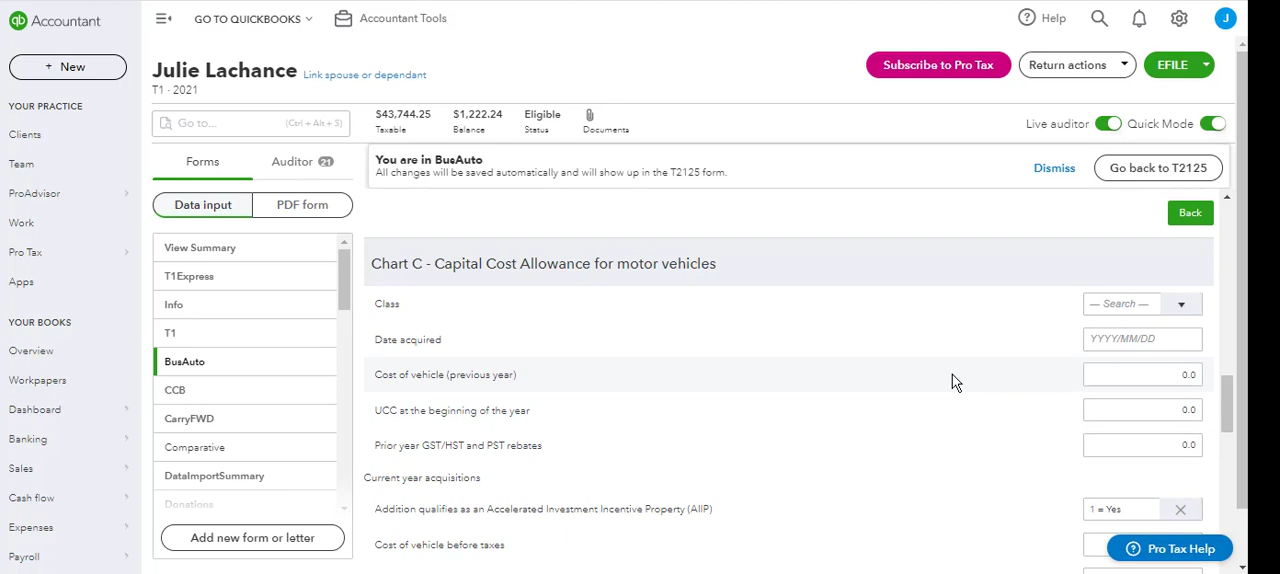 qb Accountant
GO TO QUICKBOOKS
Accountant Tools
Help
J
+ New
Julie Lachance Link spouse or dependant
T1 · 2021
Subscribe to Pro Tax
Return actions
EFILE
YOUR PRACTICE
Clients
Team
ProAdvisor
Work
Pro Tax
Apps
YOUR BOOKS
Overview
Workpapers
Dashboard
Banking
Sales
Cash flow
Expenses
Payroll
Go to... (Ctrl + Alt + S)
$43,744.25
Taxable
$1,222.24
Balance
Eligible
Status
Documents
Live auditor
Quick Mode
Forms
Auditor 21
Data input
PDF form
View Summary
T1Express
Info
T1
BusAuto
CCB
CarryFWD
Comparative
DataImportSummary
Donations
Add new form or letter
You are in BusAuto
All changes will be saved automatically and will show up in the T2125 form.
Dismiss
Go back to T2125
Back
Chart C - Capital Cost Allowance for motor vehicles
Class — Search —
Date acquired YYYY/MM/DD
Cost of vehicle (previous year) 0.0
UCC at the beginning of the year 0.0
Prior year GST/HST and PST rebates 0.0
Current year acquisitions
Addition qualifies as an Accelerated Investment Incentive Property (AIIP) 1 = Yes
Cost of vehicle before taxes
Pro Tax Help